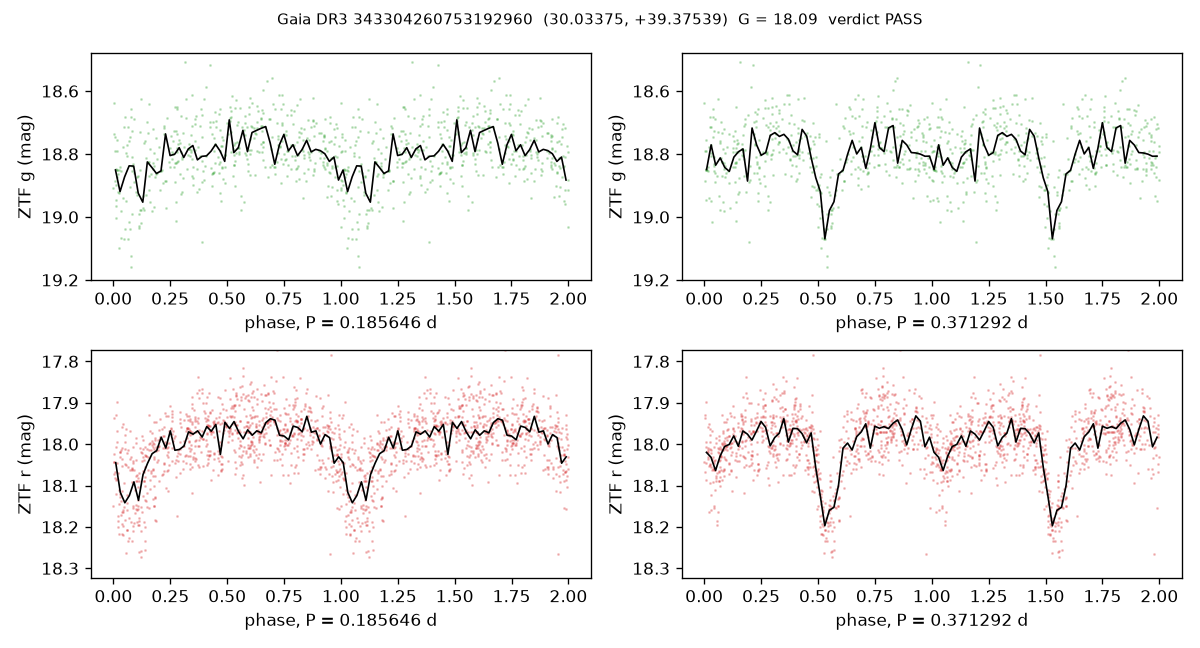 Gaia DR3 343304260753192960  (30.03375, +39.37539)  G = 18.09  verdict PASS
ZTF g (mag)
18.6
18.8
19.0
19.2
0.00 0.25 0.50 0.75 1.00 1.25 1.50 1.75 2.00
phase, P = 0.185646 d
ZTF g (mag)
18.6
18.8
19.0
19.2
0.00 0.25 0.50 0.75 1.00 1.25 1.50 1.75 2.00
phase, P = 0.371292 d
ZTF r (mag)
17.8
17.9
18.0
18.1
18.2
18.3
0.00 0.25 0.50 0.75 1.00 1.25 1.50 1.75 2.00
phase, P = 0.185646 d
ZTF r (mag)
17.8
17.9
18.0
18.1
18.2
18.3
0.00 0.25 0.50 0.75 1.00 1.25 1.50 1.75 2.00
phase, P = 0.371292 d